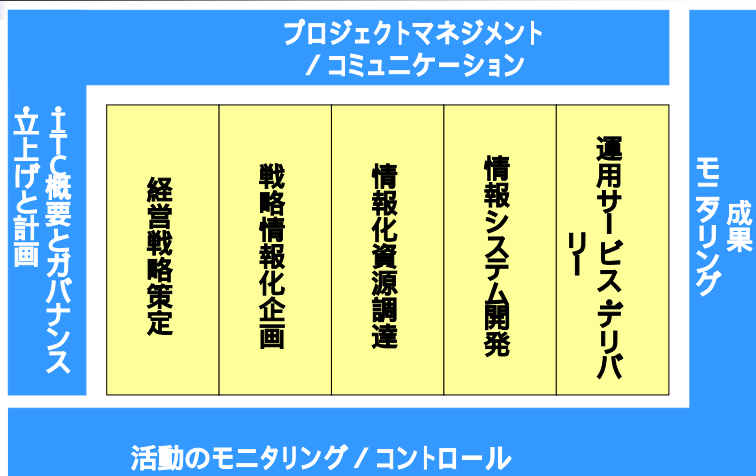 プロジェクトマネジメント
/ コミュニケーション
・ITC概要とガバナンス
・立上げと計画
経営戦略策定
戦略情報化企画
情報化資源調達
情報システム開発
運用サービス・デリバ
リー
成果
モニタリング
活動のモニタリング / コントロール